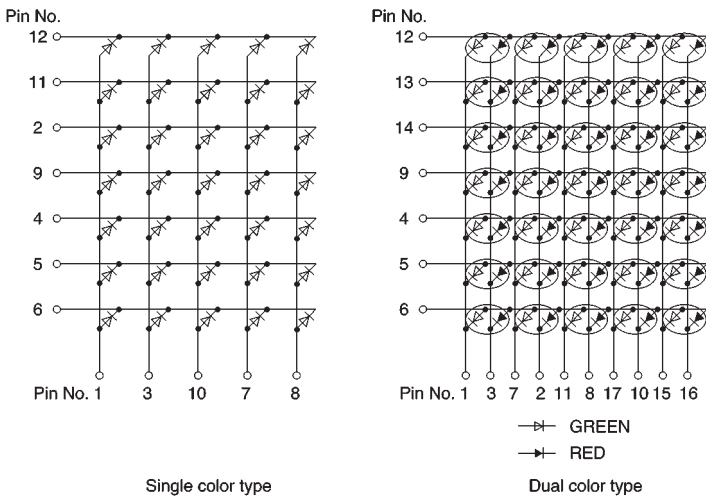 Pin No.
12
11
2
9
4
5
6
Pin No. 1 3 10 7 8
Single color type
Pin No.
12
13
14
9
4
5
6
Pin No. 1 3 7 2 11 8 17 10 15 16
GREEN
RED
Dual color type